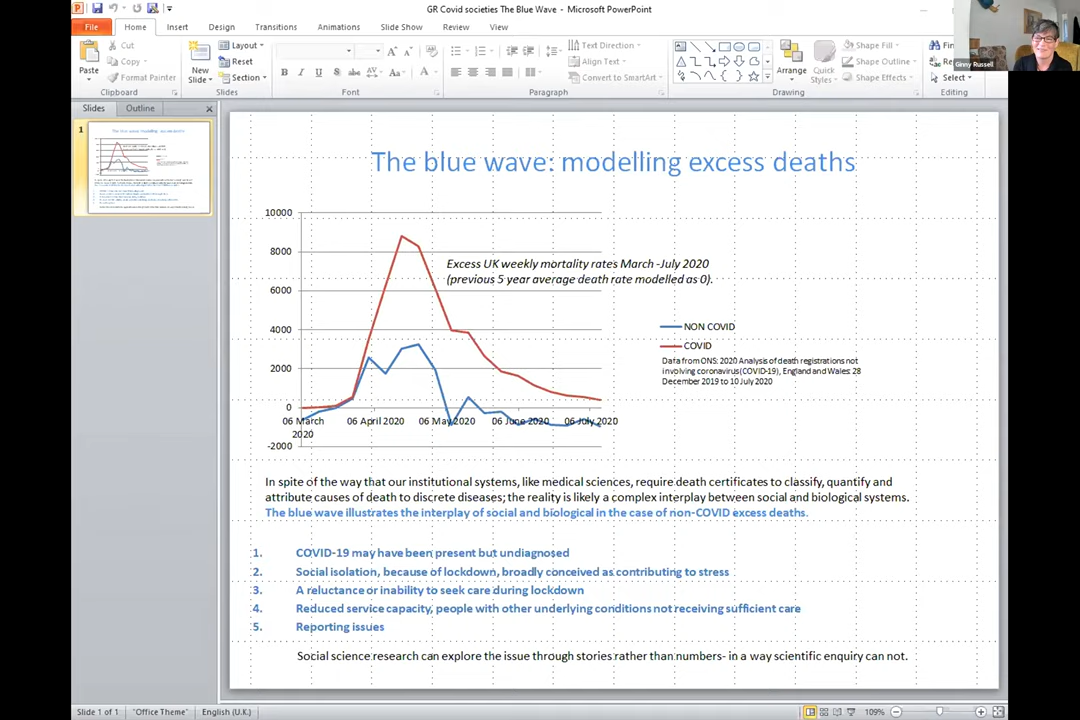 GR Covid societies The Blue Wave - Microsoft PowerPoint
File Home Insert Design Transitions Animations Slide Show Review View
Paste
Cut
Copy
Format Painter
Clipboard
New
Slide
Layout
Reset
Section
Slides
B I U S abc AV Aa A
Font
Text Direction
Align Text
Convert to SmartArt
Paragraph
Arrange
Quick
Styles
Shape Fill
Shape Outline
Shape Effects
Drawing
Select
Editing
Ginny Russell
Slides Outline
1
The blue wave: modelling excess deaths
10000
8000
6000
4000
2000
0
-2000
06 March
2020
06 April 2020
06 May 2020
06 June 2020
06 July 2020
Excess UK weekly mortality rates March -July 2020
(previous 5 year average death rate modelled as 0).
NON COVID
COVID
Data from ONS: 2020 Analysis of death registrations not
involving coronavirus (COVID-19), England and Wales: 28
December 2019 to 10 July 2020
In spite of the way that our institutional systems, like medical sciences, require death certificates to classify, quantify and
attribute causes of death to discrete diseases; the reality is likely a complex interplay between social and biological systems.
The blue wave illustrates the interplay of social and biological in the case of non-COVID excess deaths.
1. COVID-19 may have been present but undiagnosed
2. Social isolation, because of lockdown, broadly conceived as contributing to stress
3. A reluctance or inability to seek care during lockdown
4. Reduced service capacity, people with other underlying conditions not receiving sufficient care
5. Reporting issues
Social science research can explore the issue through stories rather than numbers- in a way scientific enquiry can not.
Slide 1 of 1 "Office Theme" English (U.K.) 109%